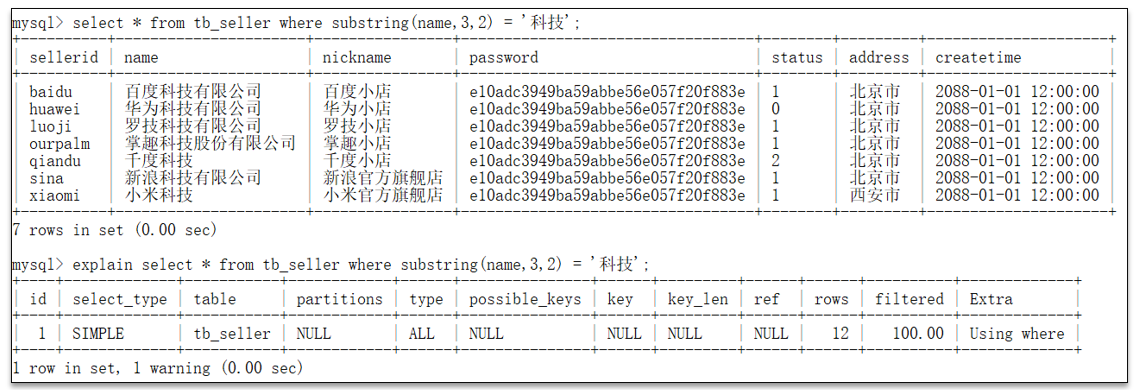 mysql> select * from tb_seller where substring(name,3,2) = '科技';
sellerid | name | nickname | password | status | address | createtime
baidu | 百度科技有限公司 | 百度小店 | e10adc3949ba59abbe56e057f20f883e | 1 | 北京市 | 2088-01-01 12:00:00
huawei | 华为科技有限公司 | 华为小店 | e10adc3949ba59abbe56e057f20f883e | 0 | 北京市 | 2088-01-01 12:00:00
luoji | 罗技科技有限公司 | 罗技小店 | e10adc3949ba59abbe56e057f20f883e | 1 | 北京市 | 2088-01-01 12:00:00
ourpalm | 掌趣科技股份有限公司 | 掌趣小店 | e10adc3949ba59abbe56e057f20f883e | 1 | 北京市 | 2088-01-01 12:00:00
qiandu | 千度科技 | 千度小店 | e10adc3949ba59abbe56e057f20f883e | 2 | 北京市 | 2088-01-01 12:00:00
sina | 新浪科技有限公司 | 新浪官方旗舰店 | e10adc3949ba59abbe56e057f20f883e | 1 | 北京市 | 2088-01-01 12:00:00
xiaomi | 小米科技 | 小米官方旗舰店 | e10adc3949ba59abbe56e057f20f883e | 1 | 西安市 | 2088-01-01 12:00:00
7 rows in set (0.00 sec)
mysql> explain select * from tb_seller where substring(name,3,2) = '科技';
id | select_type | table | partitions | type | possible_keys | key | key_len | ref | rows | filtered | Extra
1 | SIMPLE | tb_seller | NULL | ALL | NULL | NULL | NULL | NULL | 12 | 100.00 | Using where
1 row in set, 1 warning (0.00 sec)